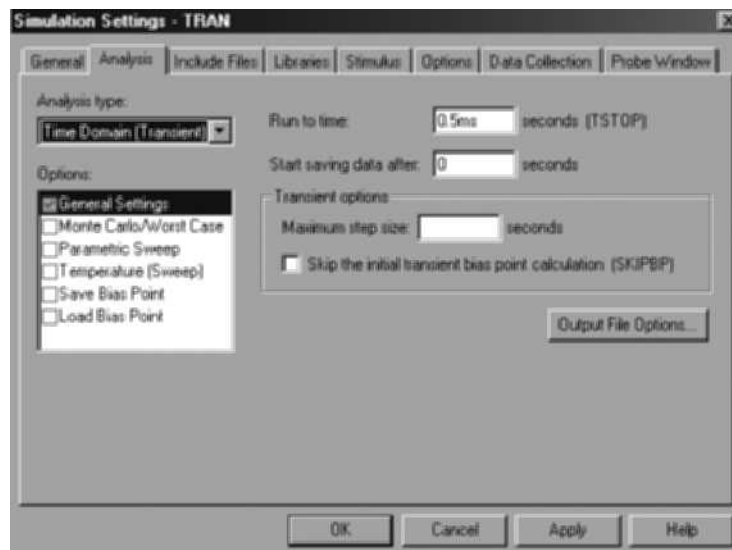 Simulation Settings - TRAN
General Analysis Include Files Libraries Stimulus Options Data Collection Probe Window
Analysis type:
Time Domain (Transient)
Options:
General Settings
Monte Carlo/Worst Case
Parametric Sweep
Temperature (Sweep)
Save Bias Point
Load Bias Point
Run to time: 0.5ms seconds (TSTOP)
Start saving data after: 0 seconds
Transient options
Maximum step size: seconds
Skip the initial transient bias point calculation (SKIPBP)
Output File Options...
OK Cancel Apply Help